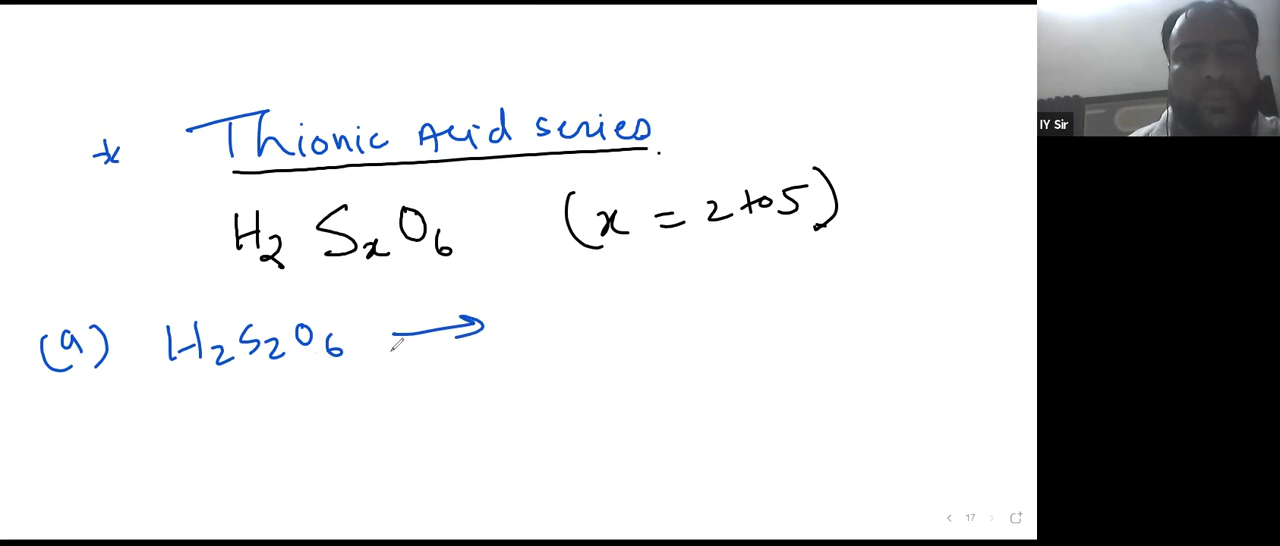 * Thionic Acid series.
H₂ SₓO₆ (x = 2 to 5)
(a) H₂S₂O₆ →
IY Sir
< 17 >